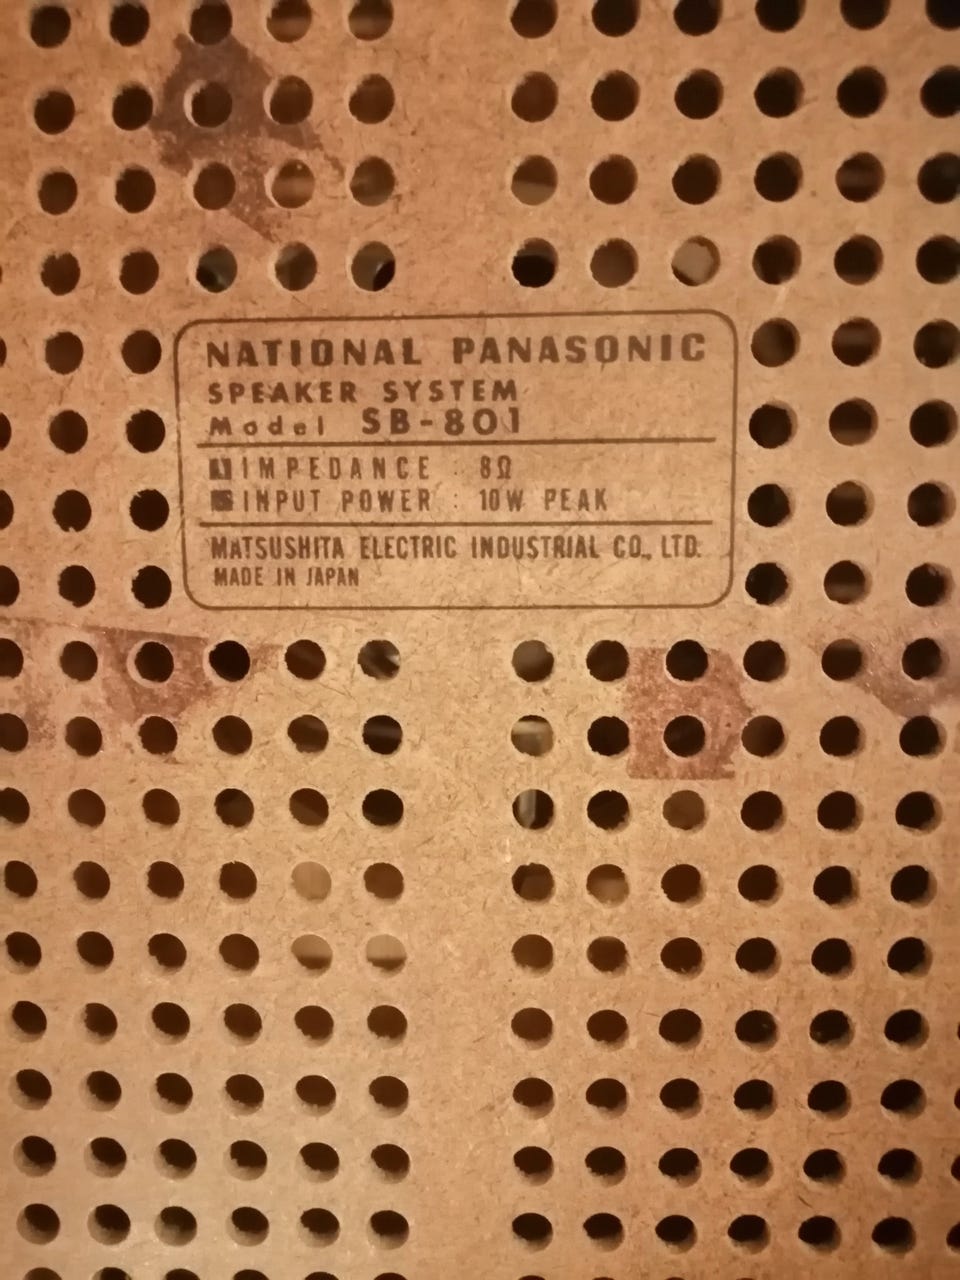 NATIONAL PANASONIC
SPEAKER SYSTEM
Model SB-801
IMPEDANCE : 8Ω
INPUT POWER : 10W PEAK
MATSUSHITA ELECTRIC INDUSTRIAL CO., LTD.
MADE IN JAPAN